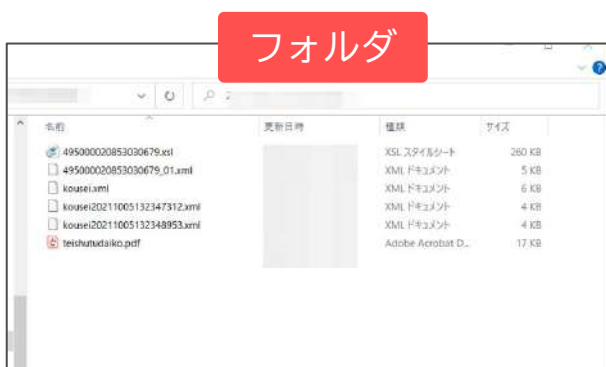 フォルダ
名前 更新日時 種類 サイズ
495000020853030679.xsl XSL スタイルシート 260 KB
495000020853030679_01.xml XML ドキュメント 5 KB
kousei.xml XML ドキュメント 6 KB
kousei20211005132347312.xml XML ドキュメント 4 KB
kousei20211005132348953.xml XML ドキュメント 4 KB
teishutudaiko.pdf Adobe Acrobat D... 17 KB